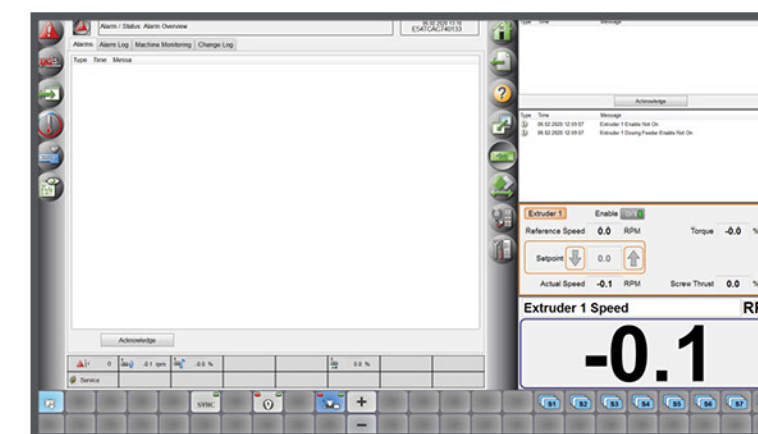 Alarm / Status: Alarm Overview
06.02.2020 13:10
E54TCAC740133
Alarms Alarm Log Machine Monitoring Change Log
Type Time Messa
Acknowledge
0 -0.1 rpm -0.0 % 0.0 %
Service
Type Time Message
Acknowledge
Type Time Message
06.02.2020 12:59:07 Extruder 1 Enable Not On
06.02.2020 12:59:07 Extruder 1 Dosing Feeder Enable Not On
Extruder 1 Enable
Reference Speed 0.0 RPM Torque -0.0 %
Setpoint 0.0
Actual Speed -0.1 RPM Screw Thrust 0.0 %
Extruder 1 Speed
-0.1
SYNC + S1 S2 S3 S4 S5 S6 S7
−